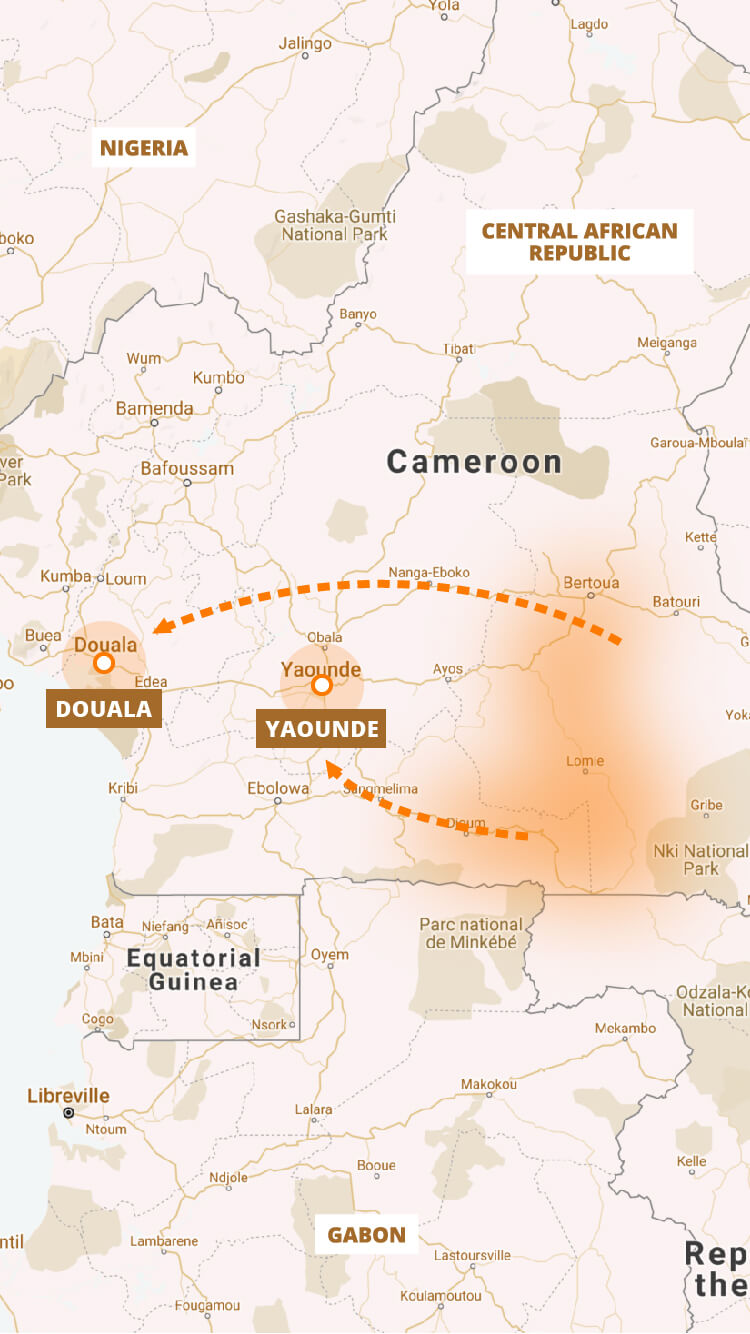 Yola
Lagdo
Jalingo
NIGERIA
Gashaka-Gumti
National Park
CENTRAL AFRICAN
REPUBLIC
boko
Banyo
Tibati
Meiganga
Wum
Kumbo
Bamenda
Garoua-Mboulaï
Cameroon
Bafoussam
ver
Park
Kette
Nanga-Eboko
Kumba
Loum
Bertoua
Batouri
Buea
Douala
Obala
G
Yaounde
Ayos
oo
Edea
DOUALA
YAOUNDE
Yoka
Lomie
Kribi
Ebolowa
Sangmelima
Gribe
Djoum
Nki National
Park
Bata
Niefang
Añisoc
Parc national
de Minkébé
Mbini
Equatorial
Guinea
Oyem
Odzala-Ko
National
Cogo
Nsork
Mekambo
Libreville
Makokou
Ntoum
Lalara
Booue
Kelle
Ndjole
GABON
ntil
Lambarene
Lastoursville
Rep
the
Fougamou
Koulamoutou